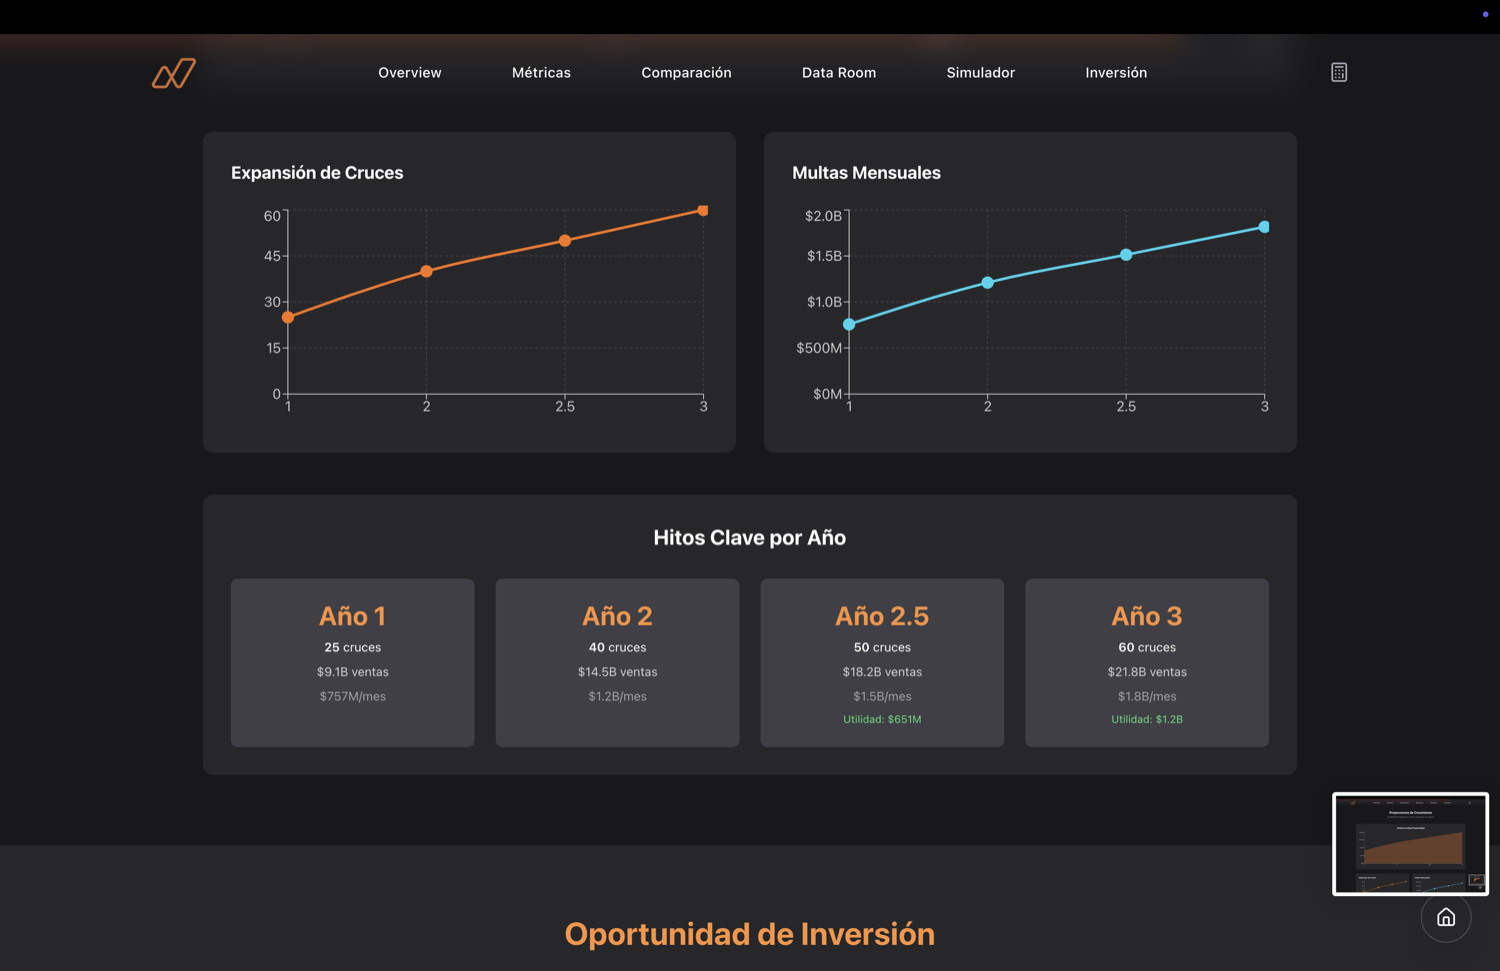 Overview
Métricas
Comparación
Data Room
Simulador
Inversión
Expansión de Cruces
60
45
30
15
0
1
2
2.5
3
Multas Mensuales
$2.0B
$1.5B
$1.0B
$500M
$0M
1
2
2.5
3
Hitos Clave por Año
Año 1
25 cruces
$9.1B ventas
$757M/mes
Año 2
40 cruces
$14.5B ventas
$1.2B/mes
Año 2.5
50 cruces
$18.2B ventas
$1.5B/mes
Utilidad: $651M
Año 3
60 cruces
$21.8B ventas
$1.8B/mes
Utilidad: $1.2B
Proyecciones de Crecimiento
Oportunidad de Inversión